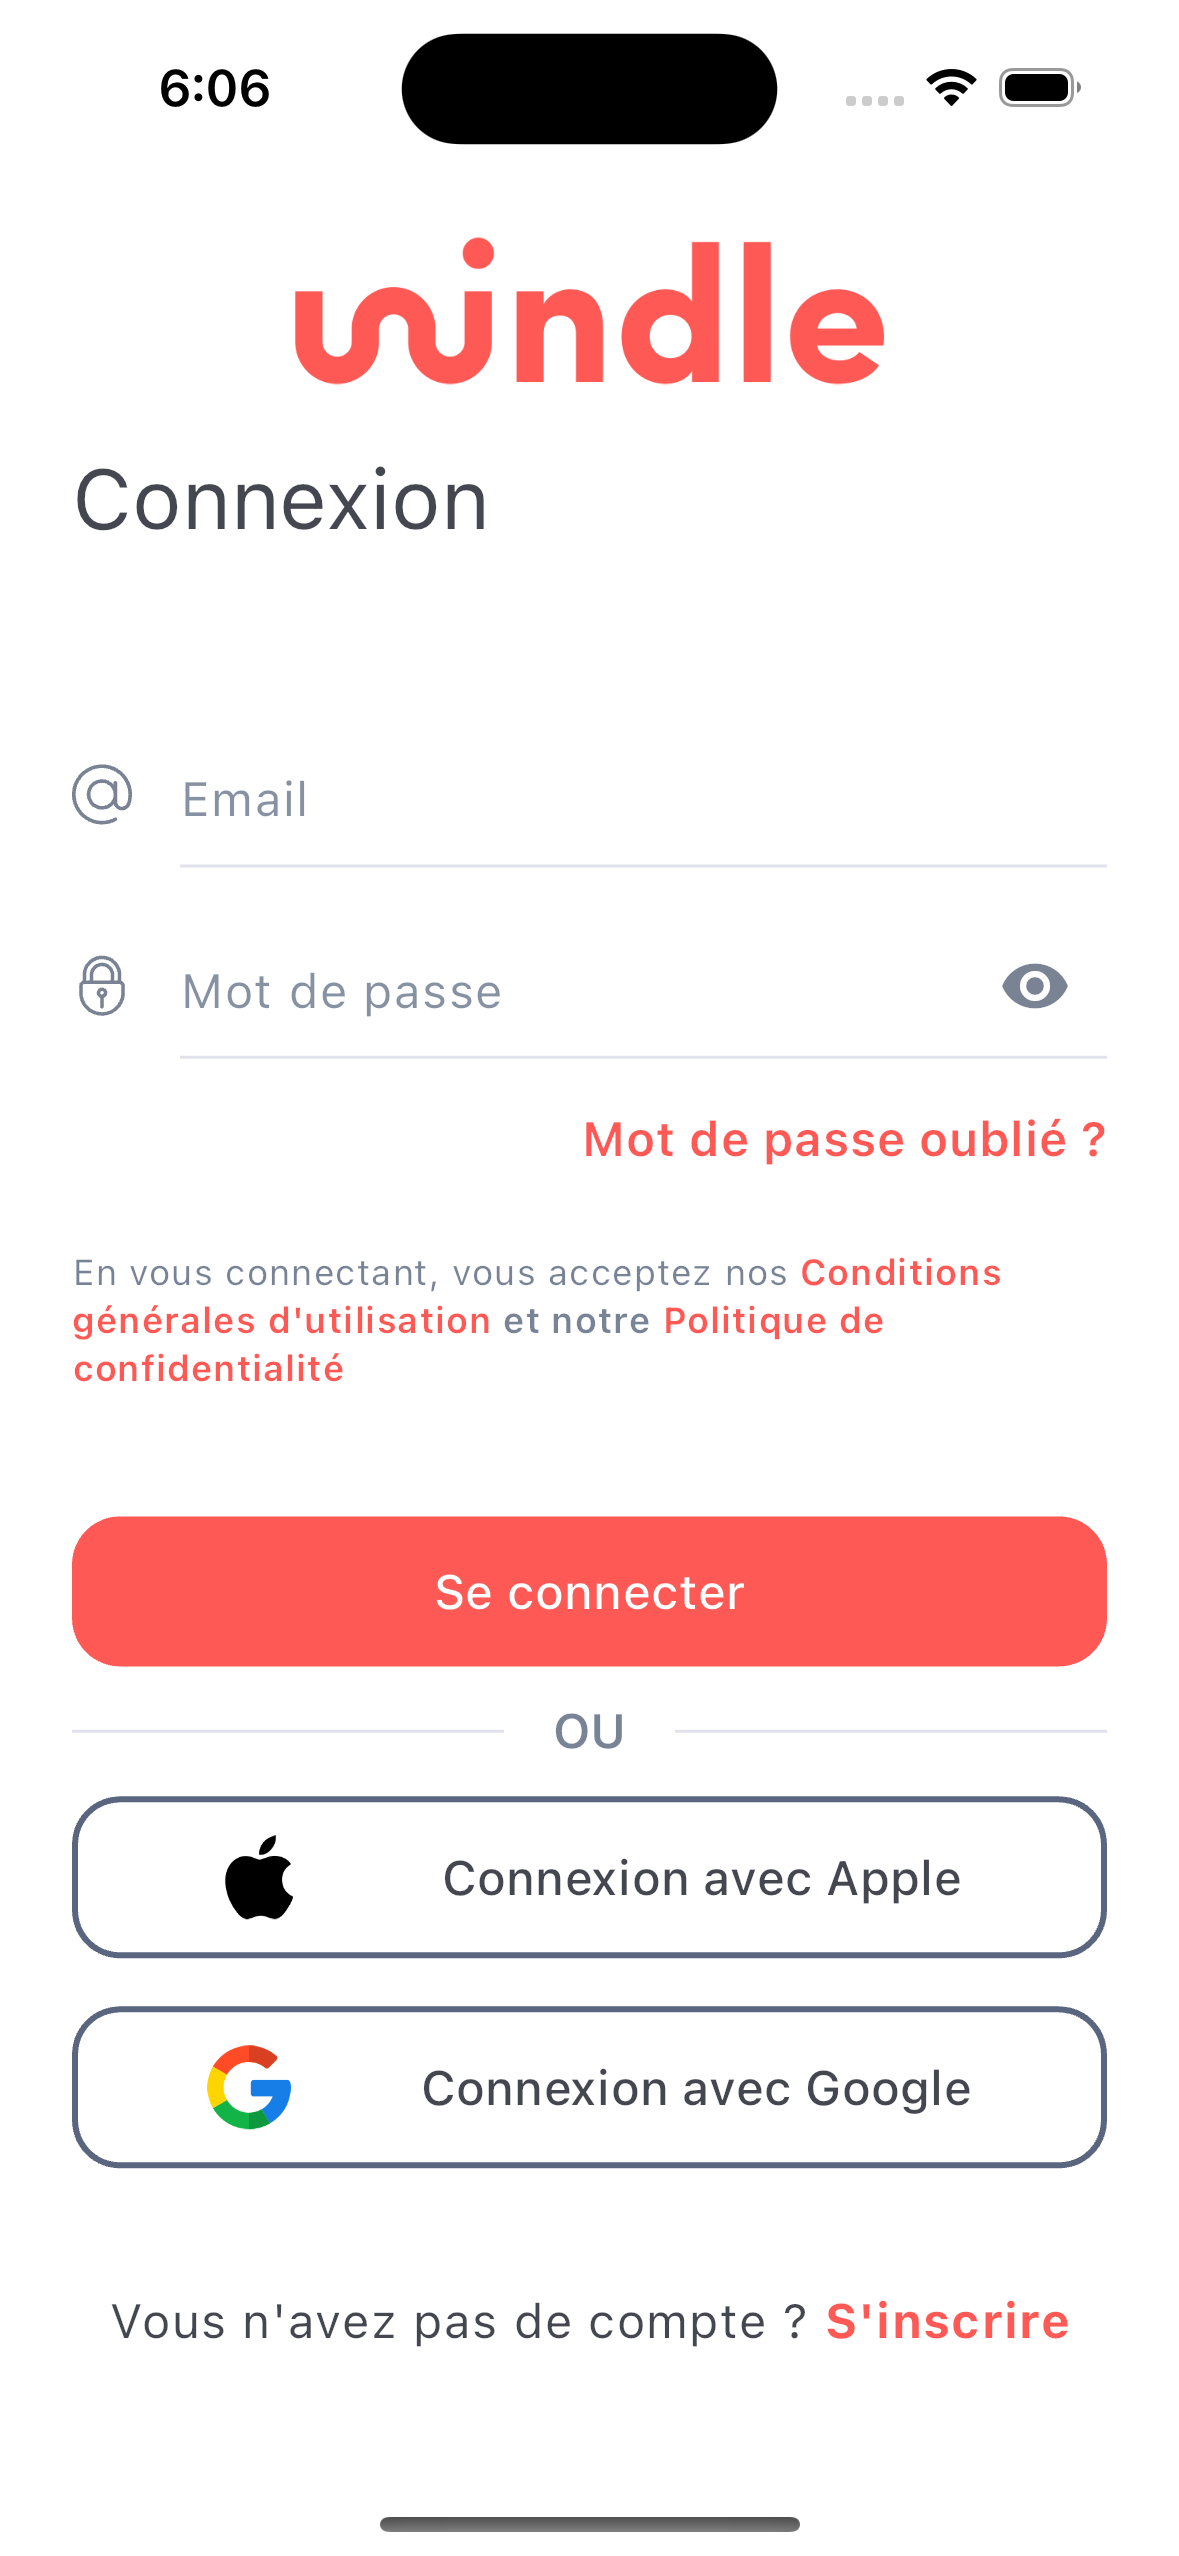 6:06
windle
Connexion
Email
Mot de passe
Mot de passe oublié ?
En vous connectant, vous acceptez nos Conditions
générales d'utilisation et notre Politique de
confidentialité
Se connecter
OU
Connexion avec Apple
Connexion avec Google
Vous n'avez pas de compte ? S'inscrire